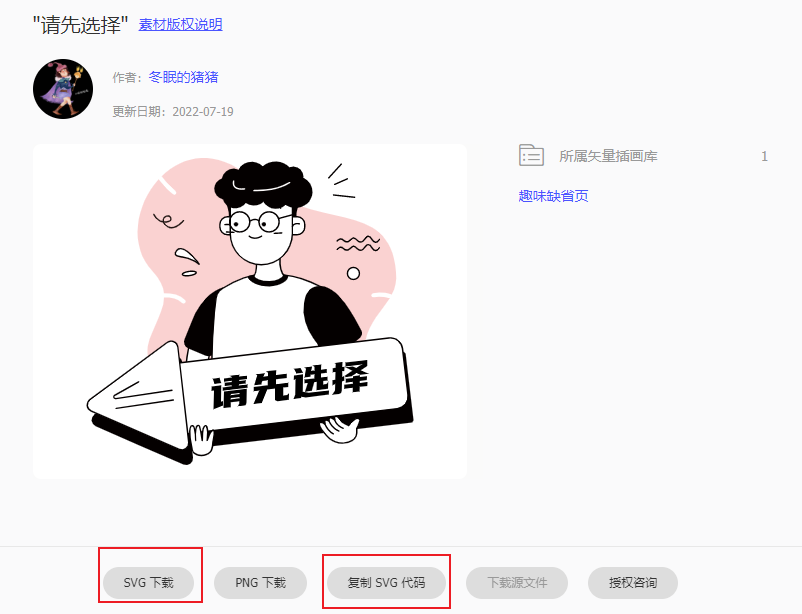 "请先选择" 素材版权说明
作者：冬眠的猪猪
更新日期：2022-07-19
所属矢量插画库 1
趣味缺省页
请先选择
SVG 下载 PNG 下载 复制 SVG 代码 下载源文件 授权咨询